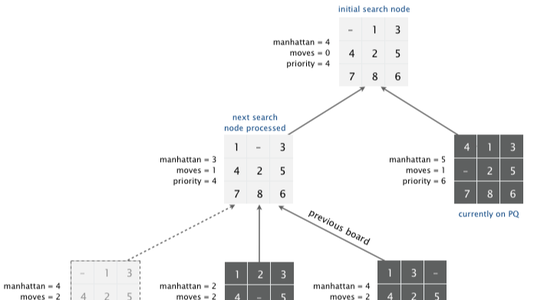 initial search node
- 1 3
manhattan = 4
moves = 0
priority = 4
4 2 5
7 8 6
next search
node processed
1 - 3
manhattan = 3
moves = 1
priority = 4
4 2 5
7 8 6
4 1 3
manhattan = 5
moves = 1
priority = 6
- 2 5
7 8 6
currently on PQ
previous board
- 1 3
manhattan = 4
moves = 2
4 2 5
1 2 3
manhattan = 2
moves = 2
4 - 5
1 3 -
manhattan = 4
moves = 2
4 2 5